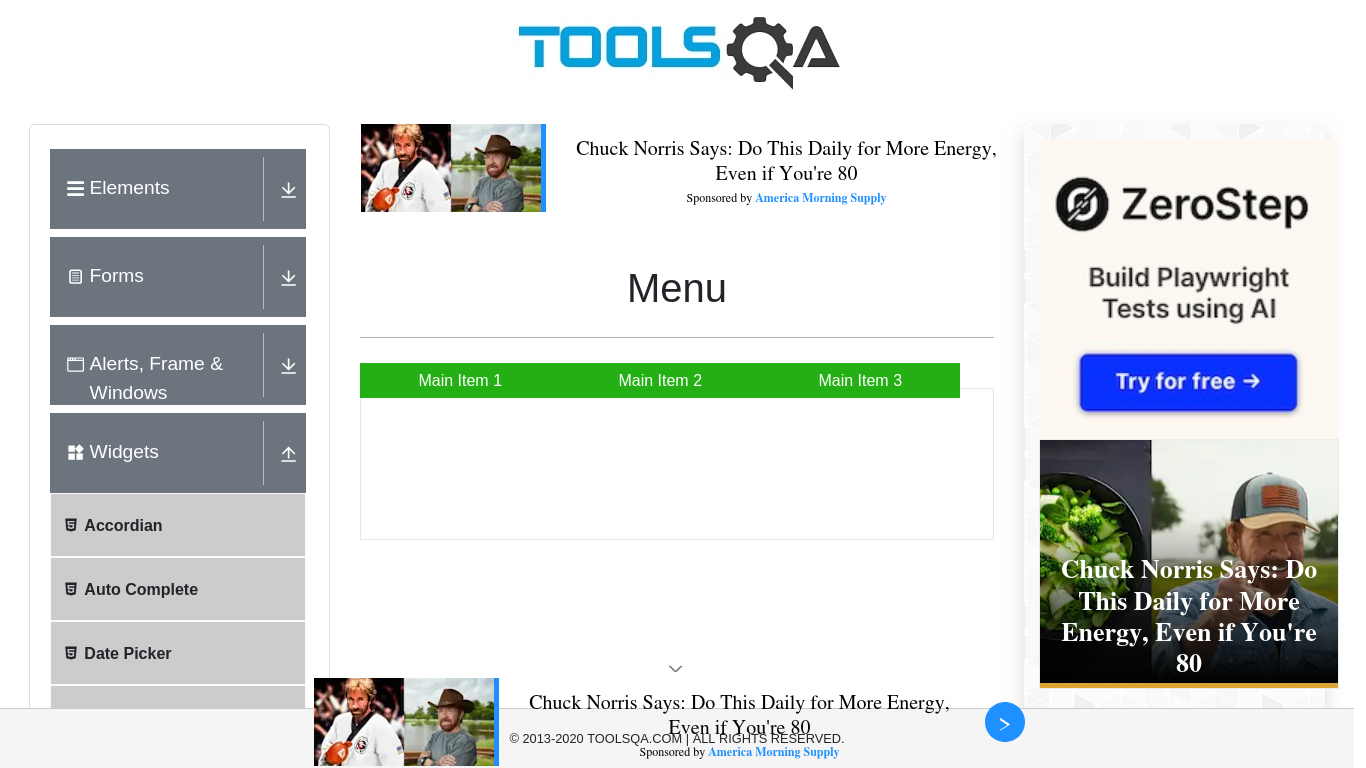 TOOLSQA
Elements
Forms
Alerts, Frame &
Windows
Widgets
Accordian
Auto Complete
Date Picker
Chuck Norris Says: Do This Daily for More Energy,
Even if You're 80
Sponsored by America Morning Supply
Menu
Main Item 1
Main Item 2
Main Item 3
ZeroStep
Build Playwright
Tests using AI
Try for free →
Chuck Norris Says: Do
This Daily for More
Energy, Even if You're
80
Chuck Norris Says: Do This Daily for More Energy,
Even if You're 80
© 2013-2020 TOOLSQA.COM | ALL RIGHTS RESERVED.
Sponsored by America Morning Supply